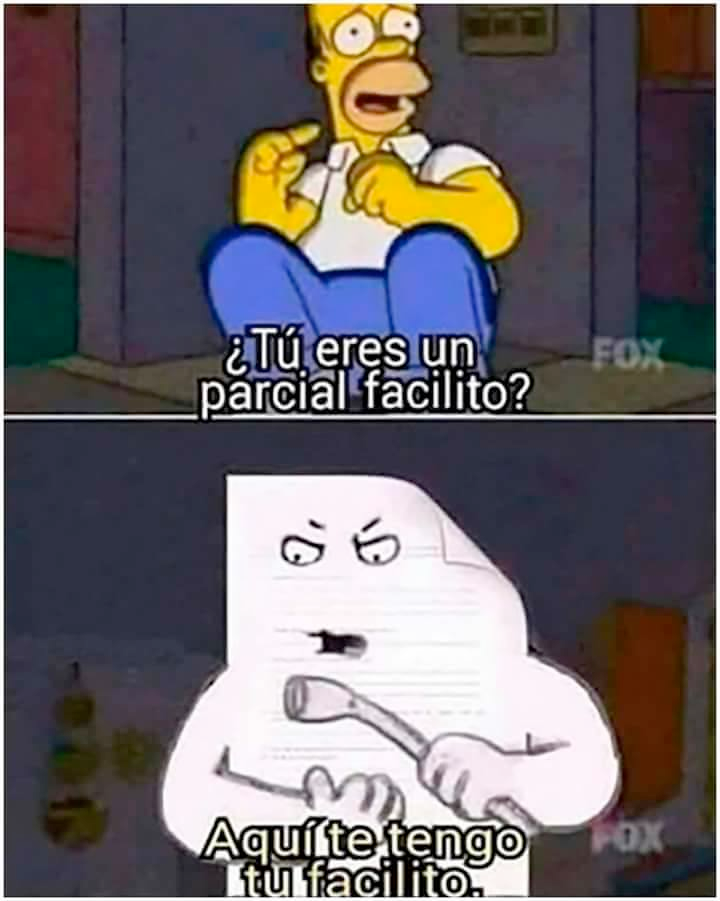 ¿Tú eres un
FOX
parcial facilito?
Aquí te tengo
FOX
tu facilito.